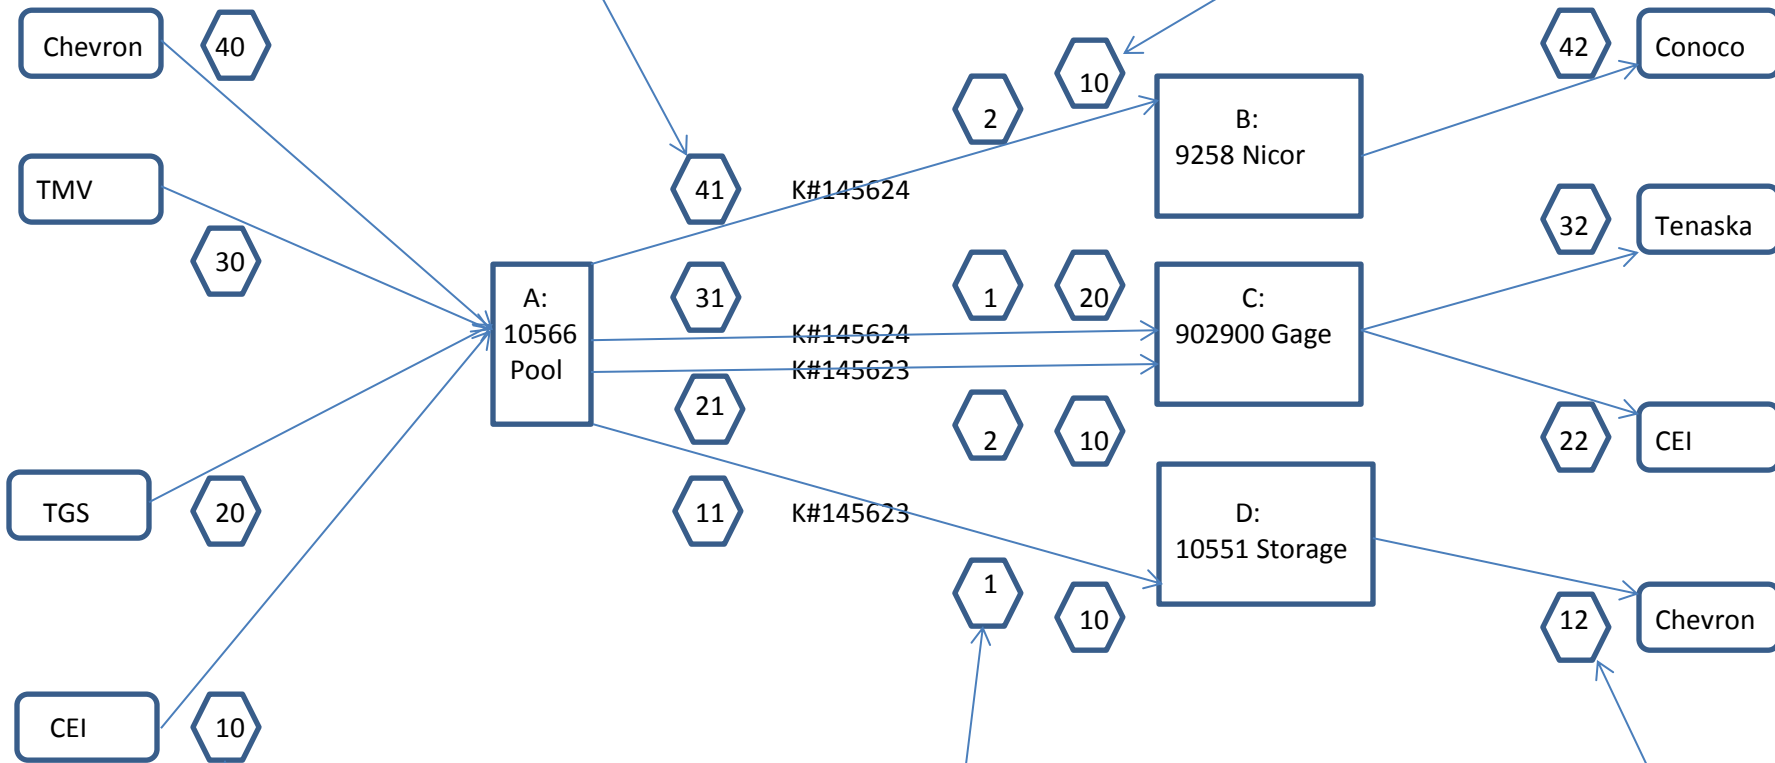 Chevron
40
10
42
Conoco
2
B:
9258 Nicor
TMV
41
K#145624
32
Tenaska
30
31
1
20
A:
10566
Pool
C:
902900 Gage
K#145624
K#145623
21
2
10
22
CEI
TGS
20
11
K#145623
D:
10551 Storage
1
10
12
Chevron
CEI
10